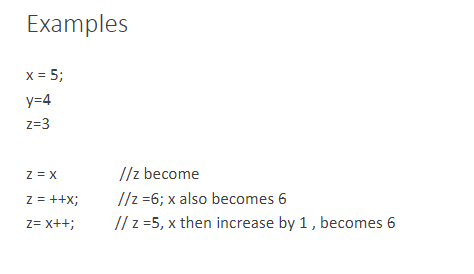 Examples
x = 5;
y=4
z=3
z = x //z become
z = ++x; //z =6; x also becomes 6
z= x++; // z =5, x then increase by 1 , becomes 6